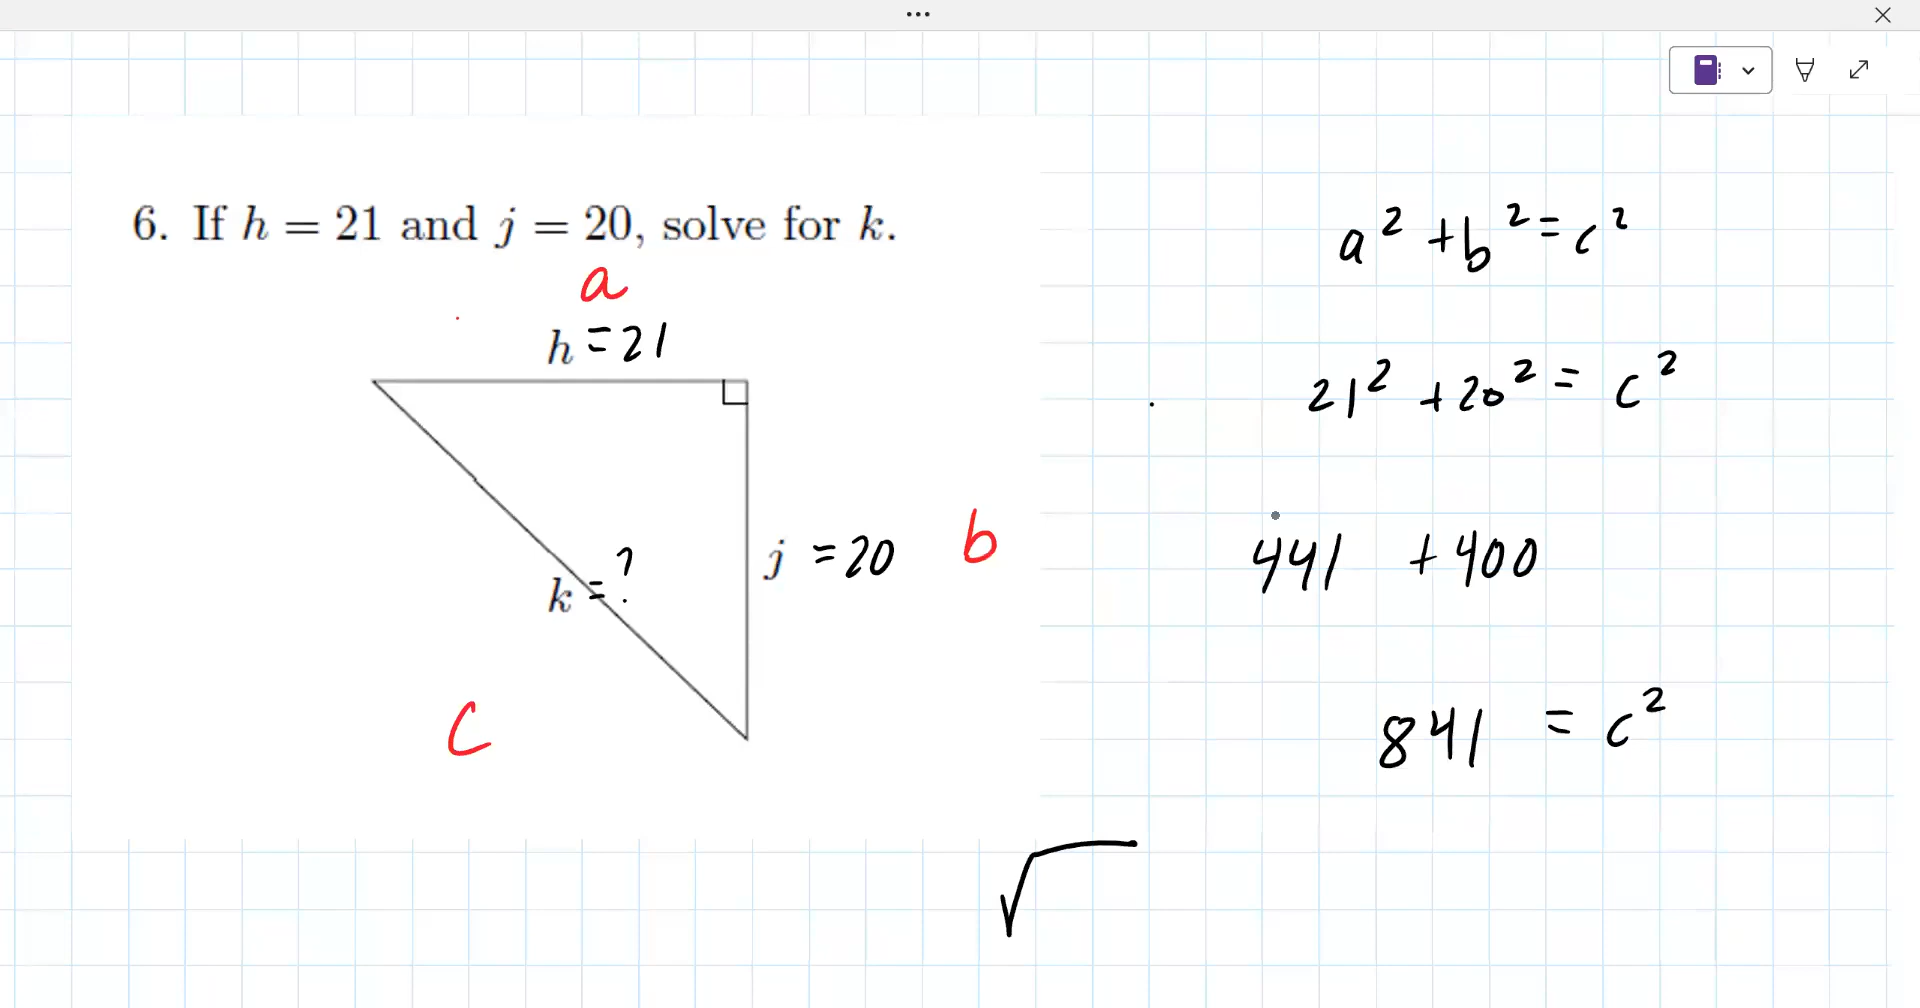 6. If h = 21 and j = 20, solve for k.
a
h = 21
j = 20
b
k = ?
c
a² + b² = c²
21² + 20² = c²
441 + 400
841 = c²
√